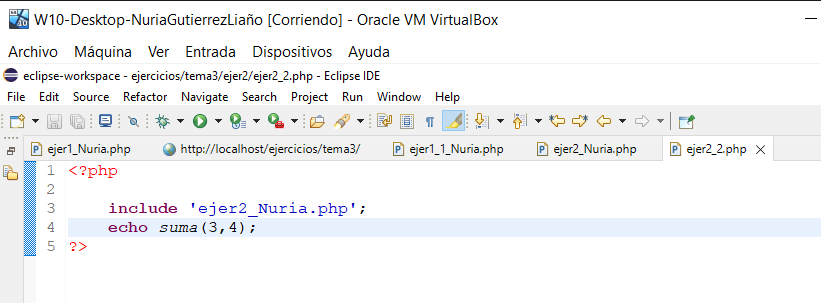 W10-Desktop-NuriaGutierrezLiaño [Corriendo] - Oracle VM VirtualBox
Archivo Máquina Ver Entrada Dispositivos Ayuda
eclipse-workspace - ejercicios/tema3/ejer2/ejer2_2.php - Eclipse IDE
File Edit Source Refactor Navigate Search Project Run Window Help
ejer1_Nuria.php http://localhost/ejercicios/tema3/ ejer1_1_Nuria.php ejer2_Nuria.php ejer2_2.php
1 <?php
2
3 include 'ejer2_Nuria.php';
4 echo suma(3,4);
5 ?>